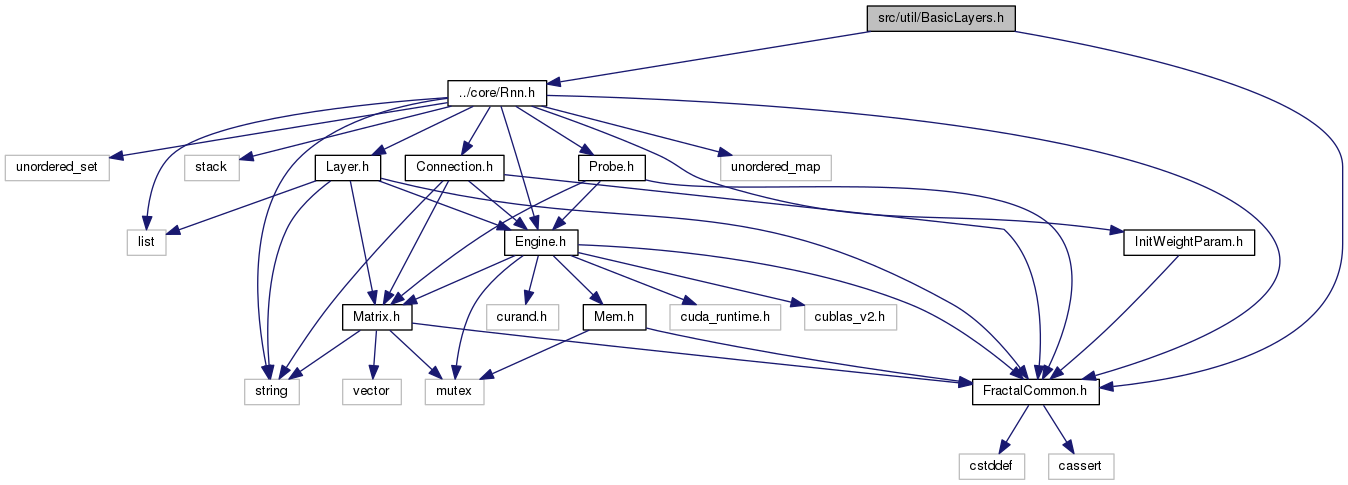 src/util/BasicLayers.h
../core/Rnn.h
unordered_set
stack
Layer.h
Connection.h
Probe.h
unordered_map
list
Engine.h
InitWeightParam.h
Matrix.h
curand.h
Mem.h
cuda_runtime.h
cublas_v2.h
string
vector
mutex
FractalCommon.h
cstddef
cassert